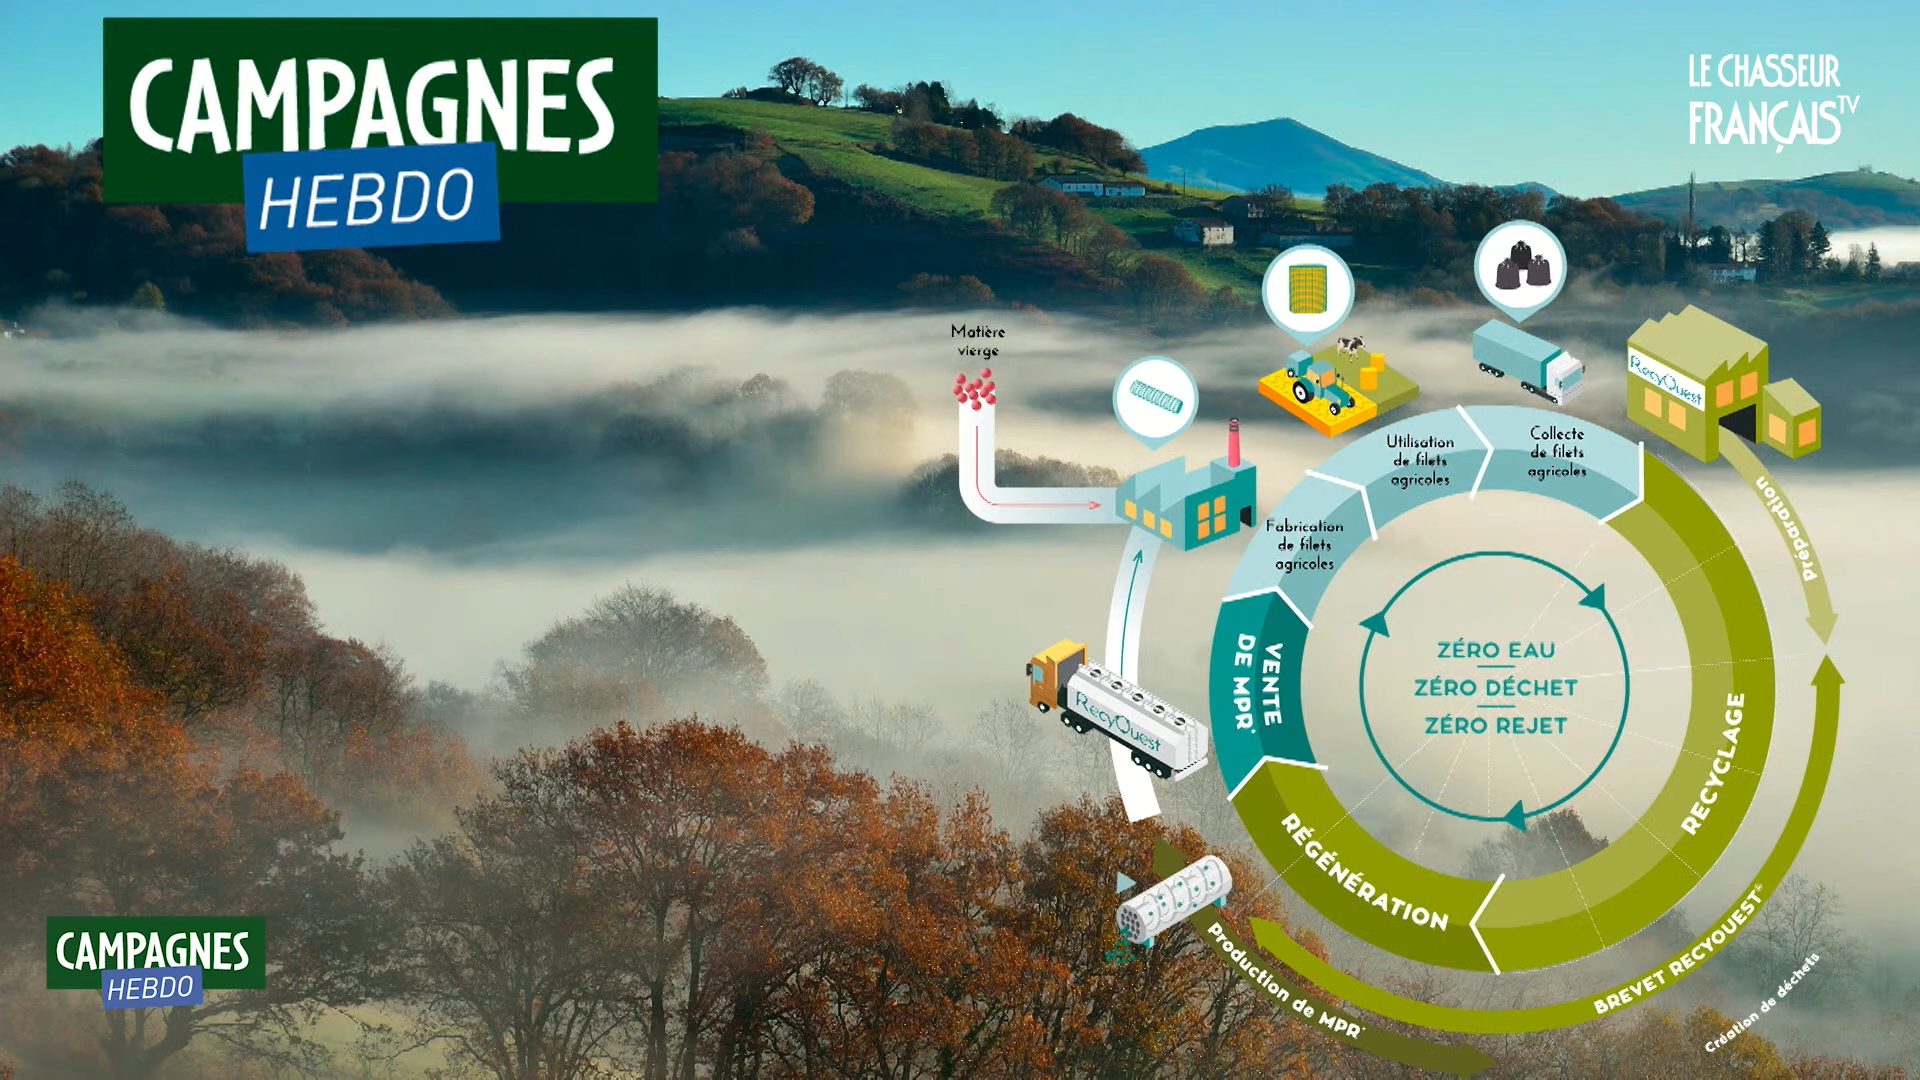 CAMPAGNES
HEBDO
LE CHASSEUR
FRANÇAIS TV
Matière
vierge
RecyOuest
Utilisation
de filets
agricoles
Collecte
de filets
agricoles
Préparation
Fabrication
de filets
agricoles
VENTE
DE MPR*
ZÉRO EAU
ZÉRO DÉCHET
ZÉRO REJET
RecyOuest
RECYCLAGE
RÉGÉNÉRATION
BREVET RECYOUEST®
Production de MPR*
Création de déchets
CAMPAGNES
HEBDO